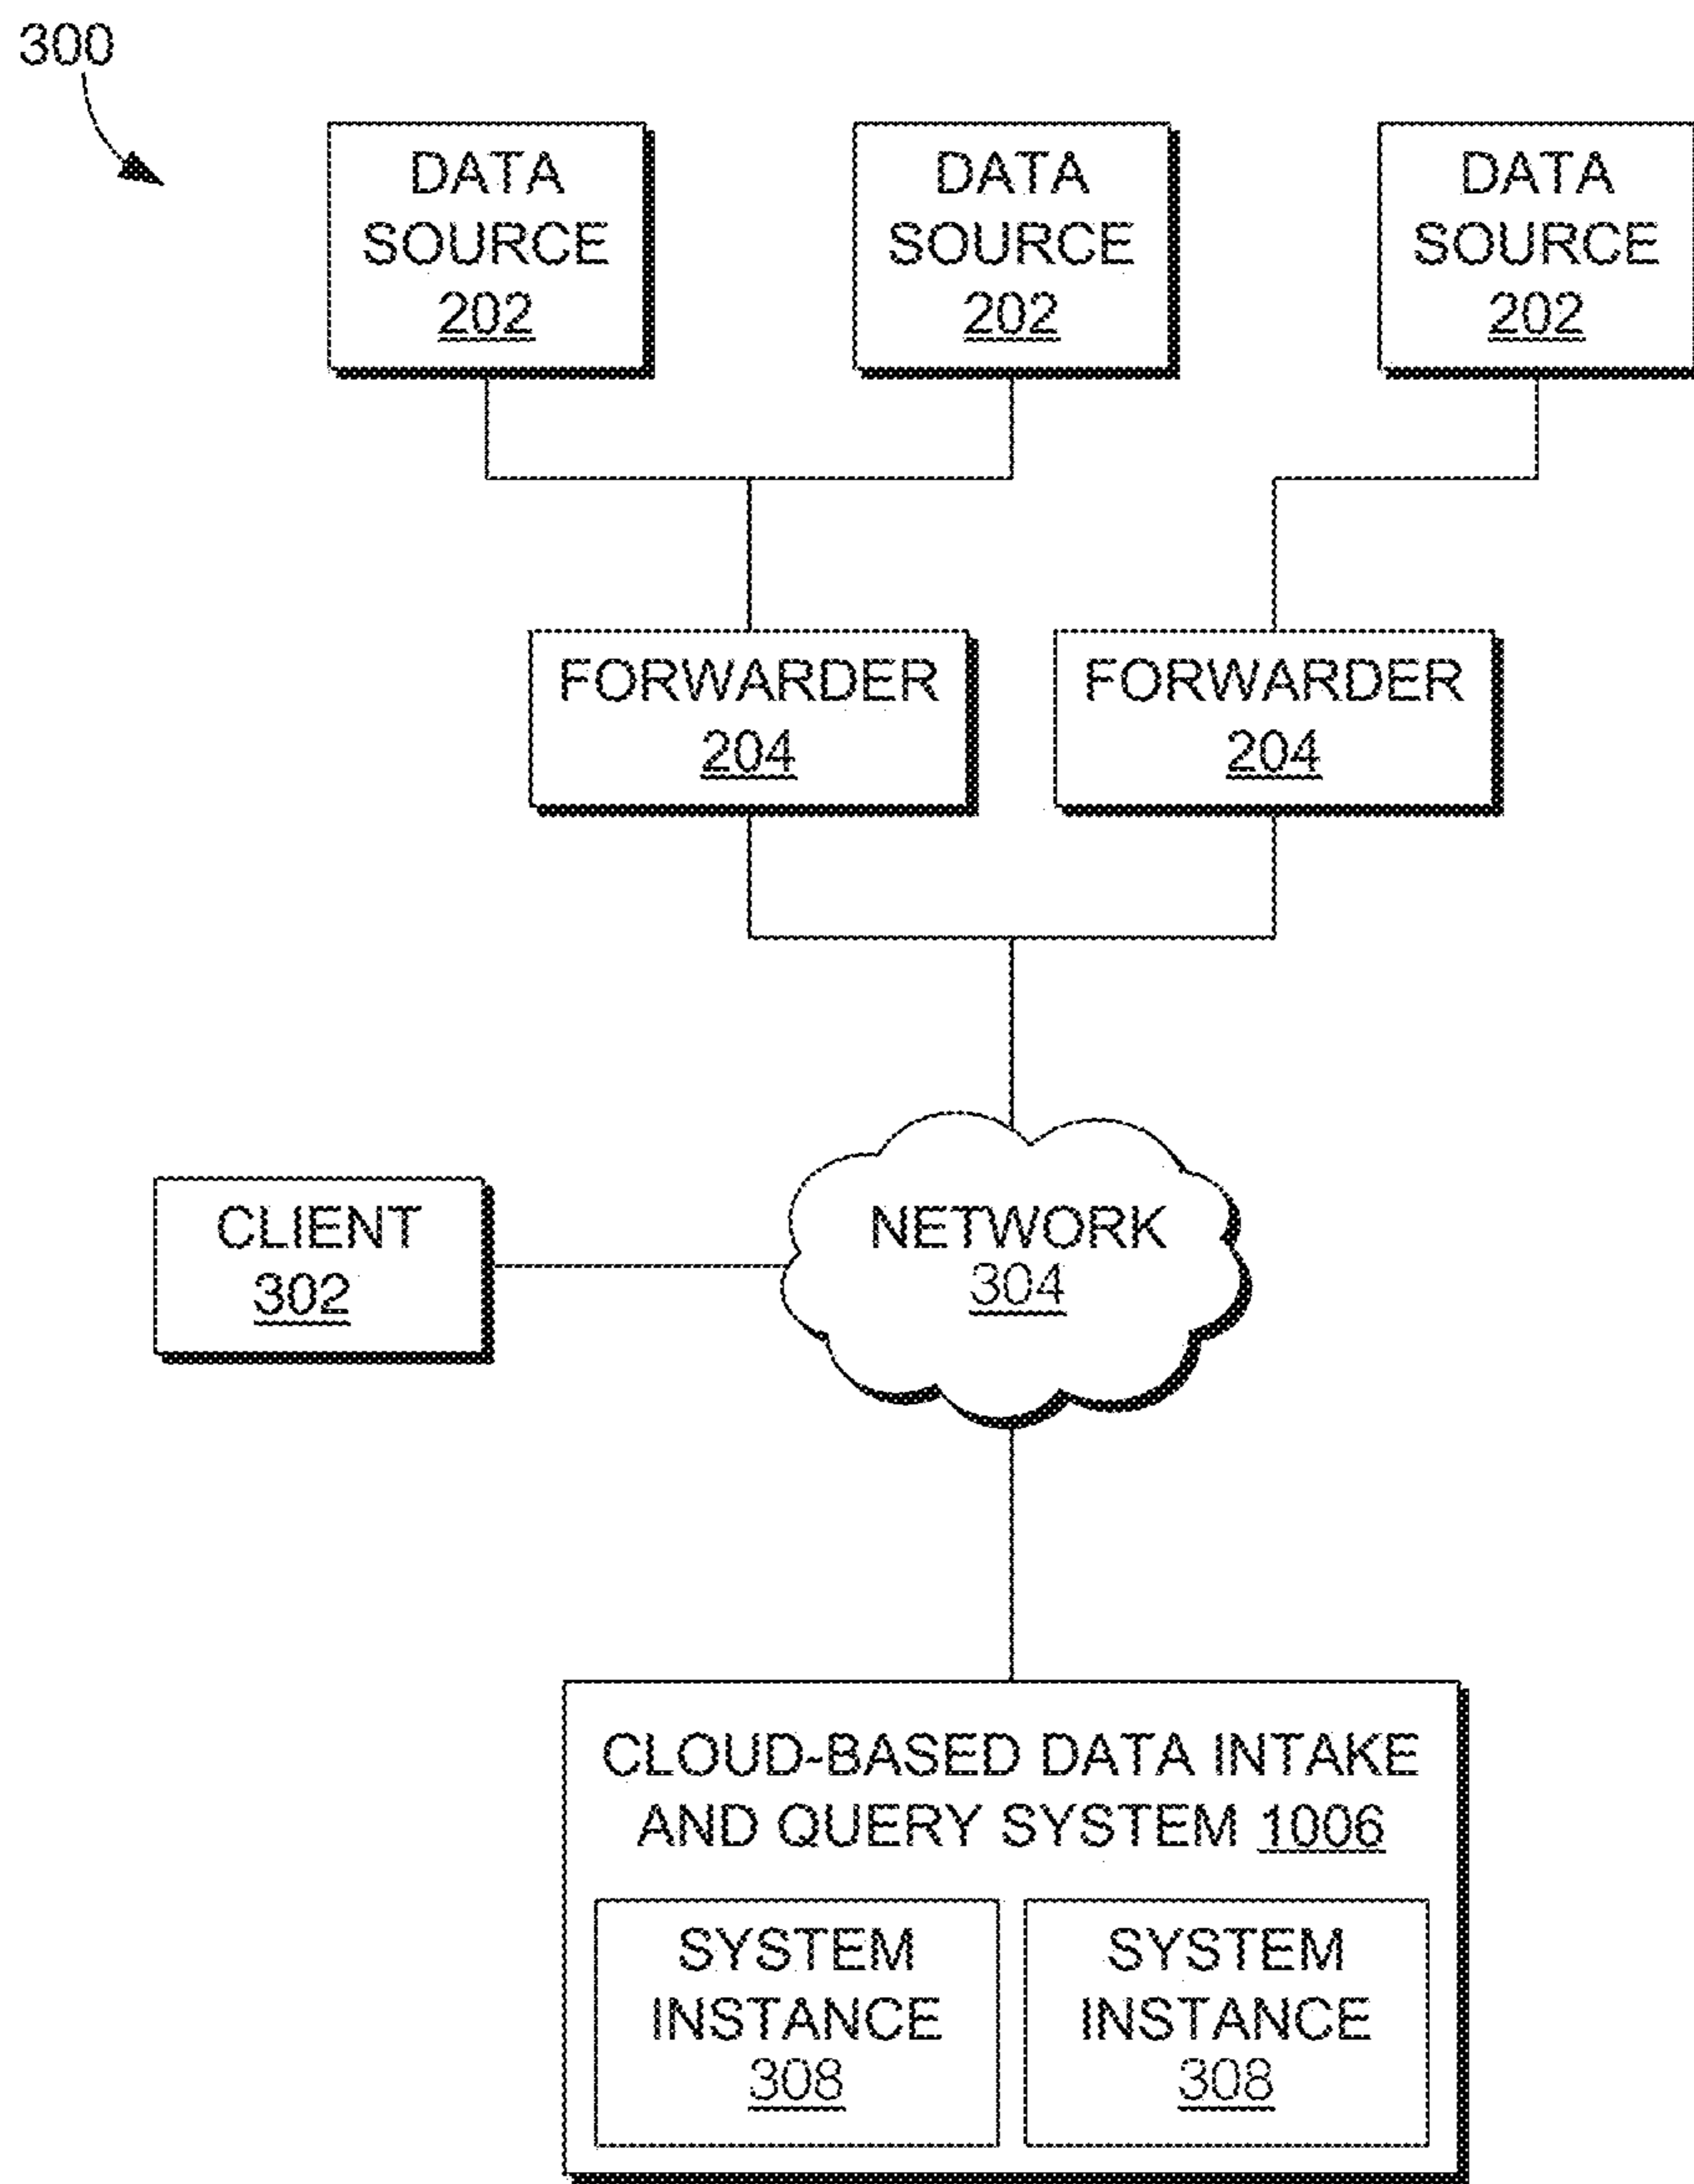 300
DATA
SOURCE
202
DATA
SOURCE
202
DATA
SOURCE
202
FORWARDER
204
FORWARDER
204
CLIENT
302
NETWORK
304
CLOUD-BASED DATA INTAKE
AND QUERY SYSTEM 1006
SYSTEM
INSTANCE
308
SYSTEM
INSTANCE
308